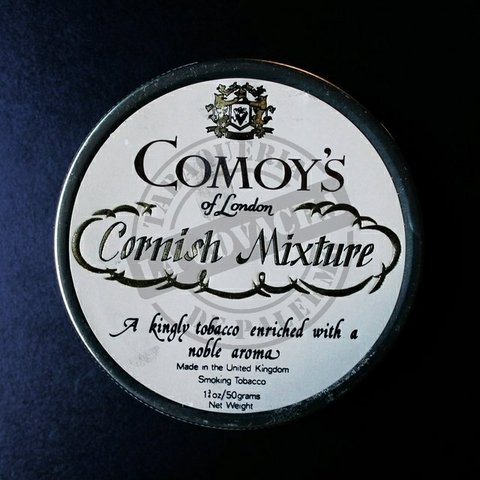 COMOY'S
of London
Cornish Mixture
A kingly tobacco enriched with a
noble aroma
Made in the United Kingdom
Smoking Tobacco
1¾oz/50grams
Net Weight